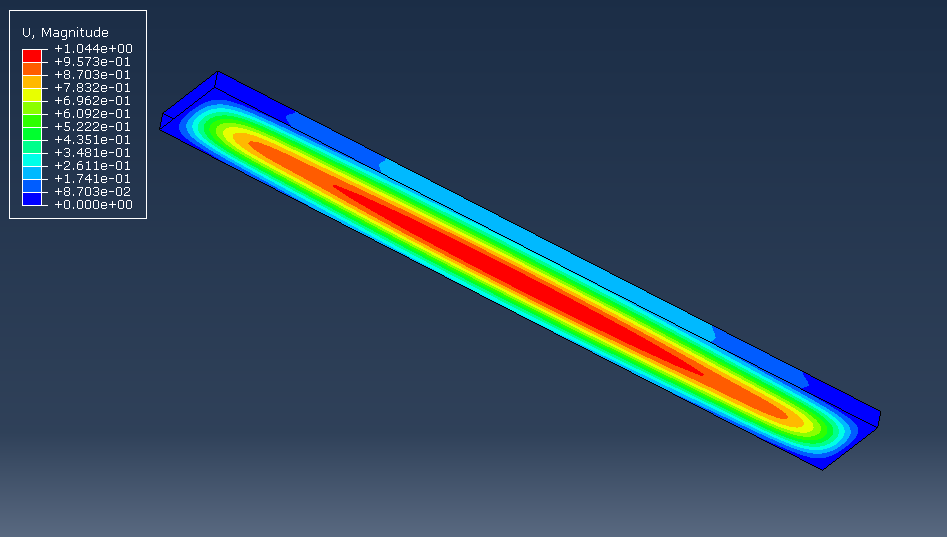 U, Magnitude
+1.044e+00
+9.573e-01
+8.703e-01
+7.832e-01
+6.962e-01
+6.092e-01
+5.222e-01
+4.351e-01
+3.481e-01
+2.611e-01
+1.741e-01
+8.703e-02
+0.000e+00